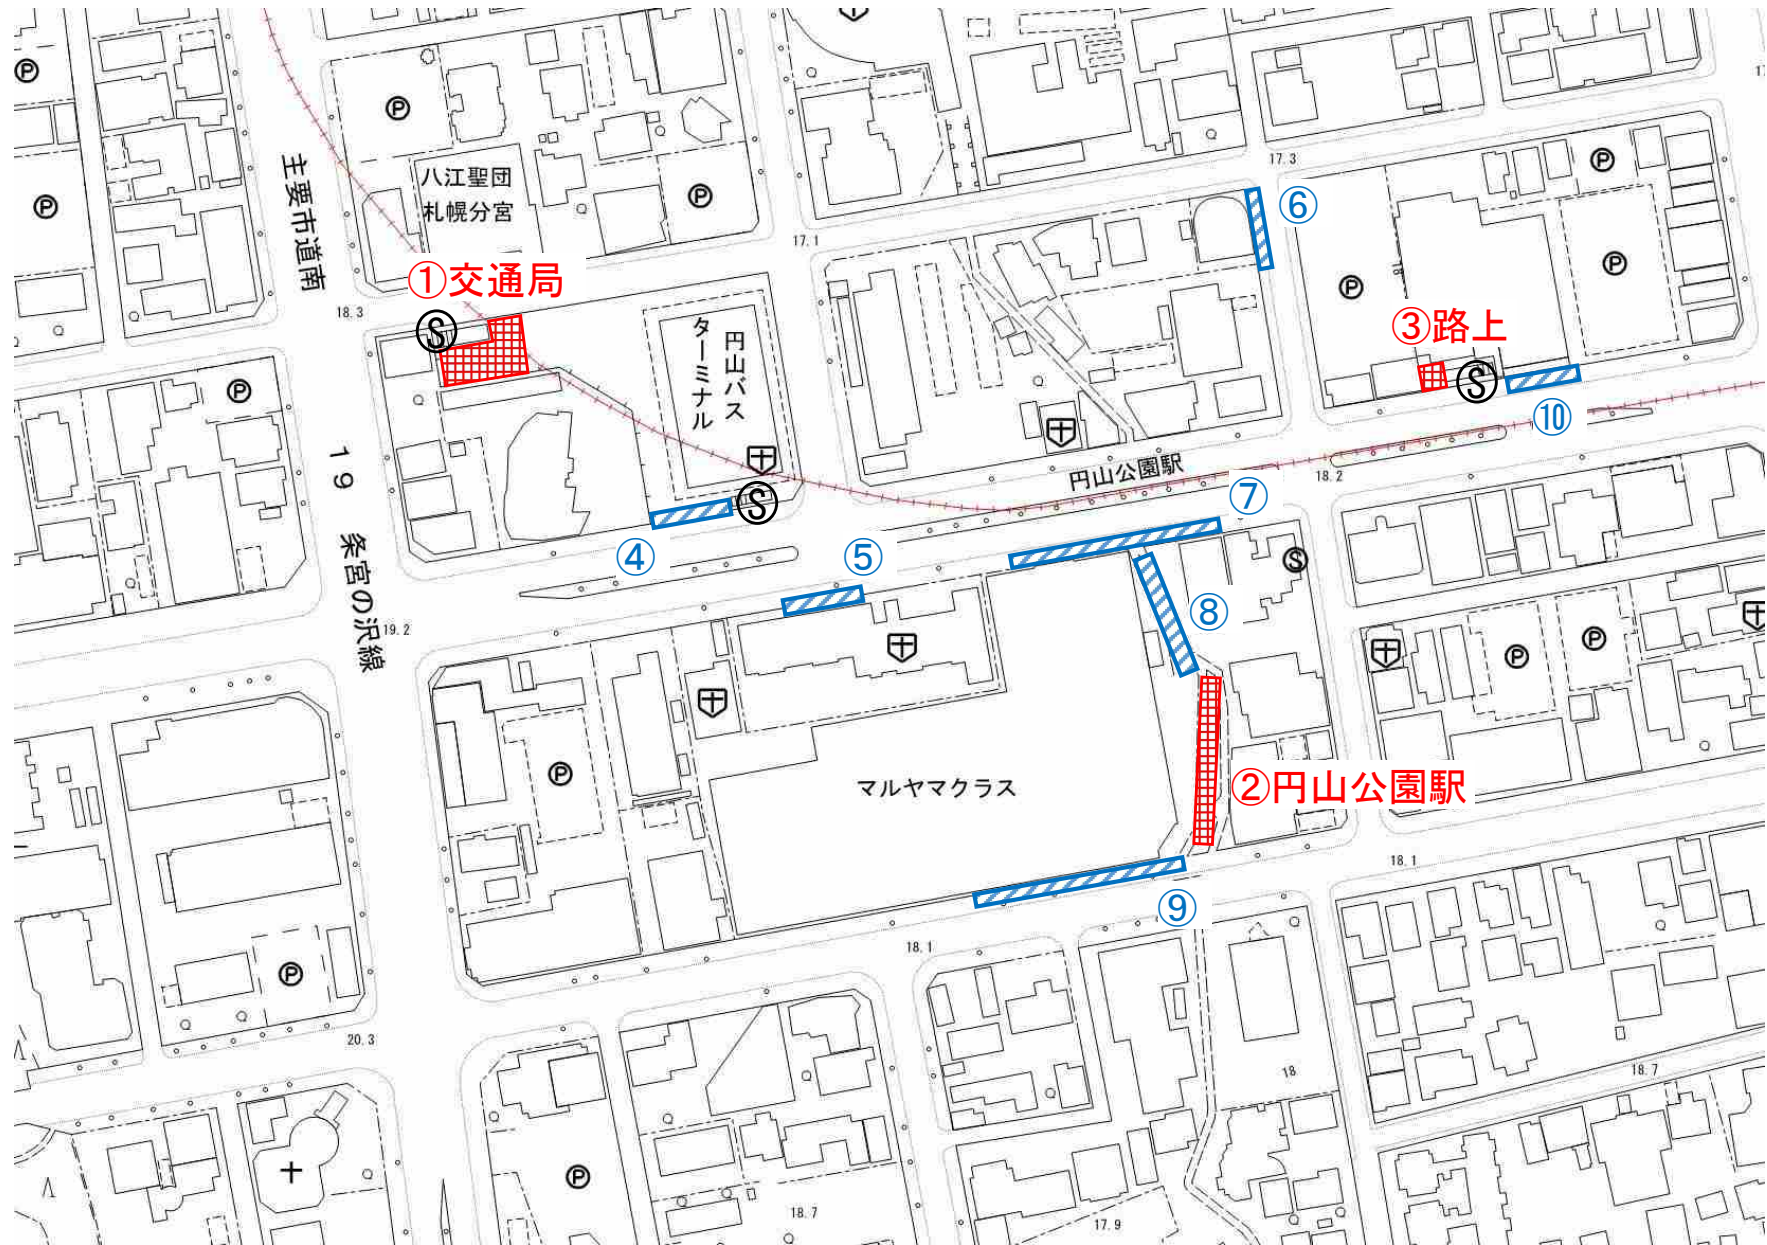 17.3
八江聖団
札幌分宮
主要市道南
⑥
17.1
①交通局
18.3
③路上
円山バス
ターミナル
⑩
19
円山公園駅
18.2
⑦
④
⑤
条宮の沢線
⑧
19.2
マルヤマクラス
②円山公園駅
18.1
⑨
18.1
20.3
18
18.7
18.7
17.9
P
P
P
P
P
P
P
P
P
P
P
P
P
S
S
S
S